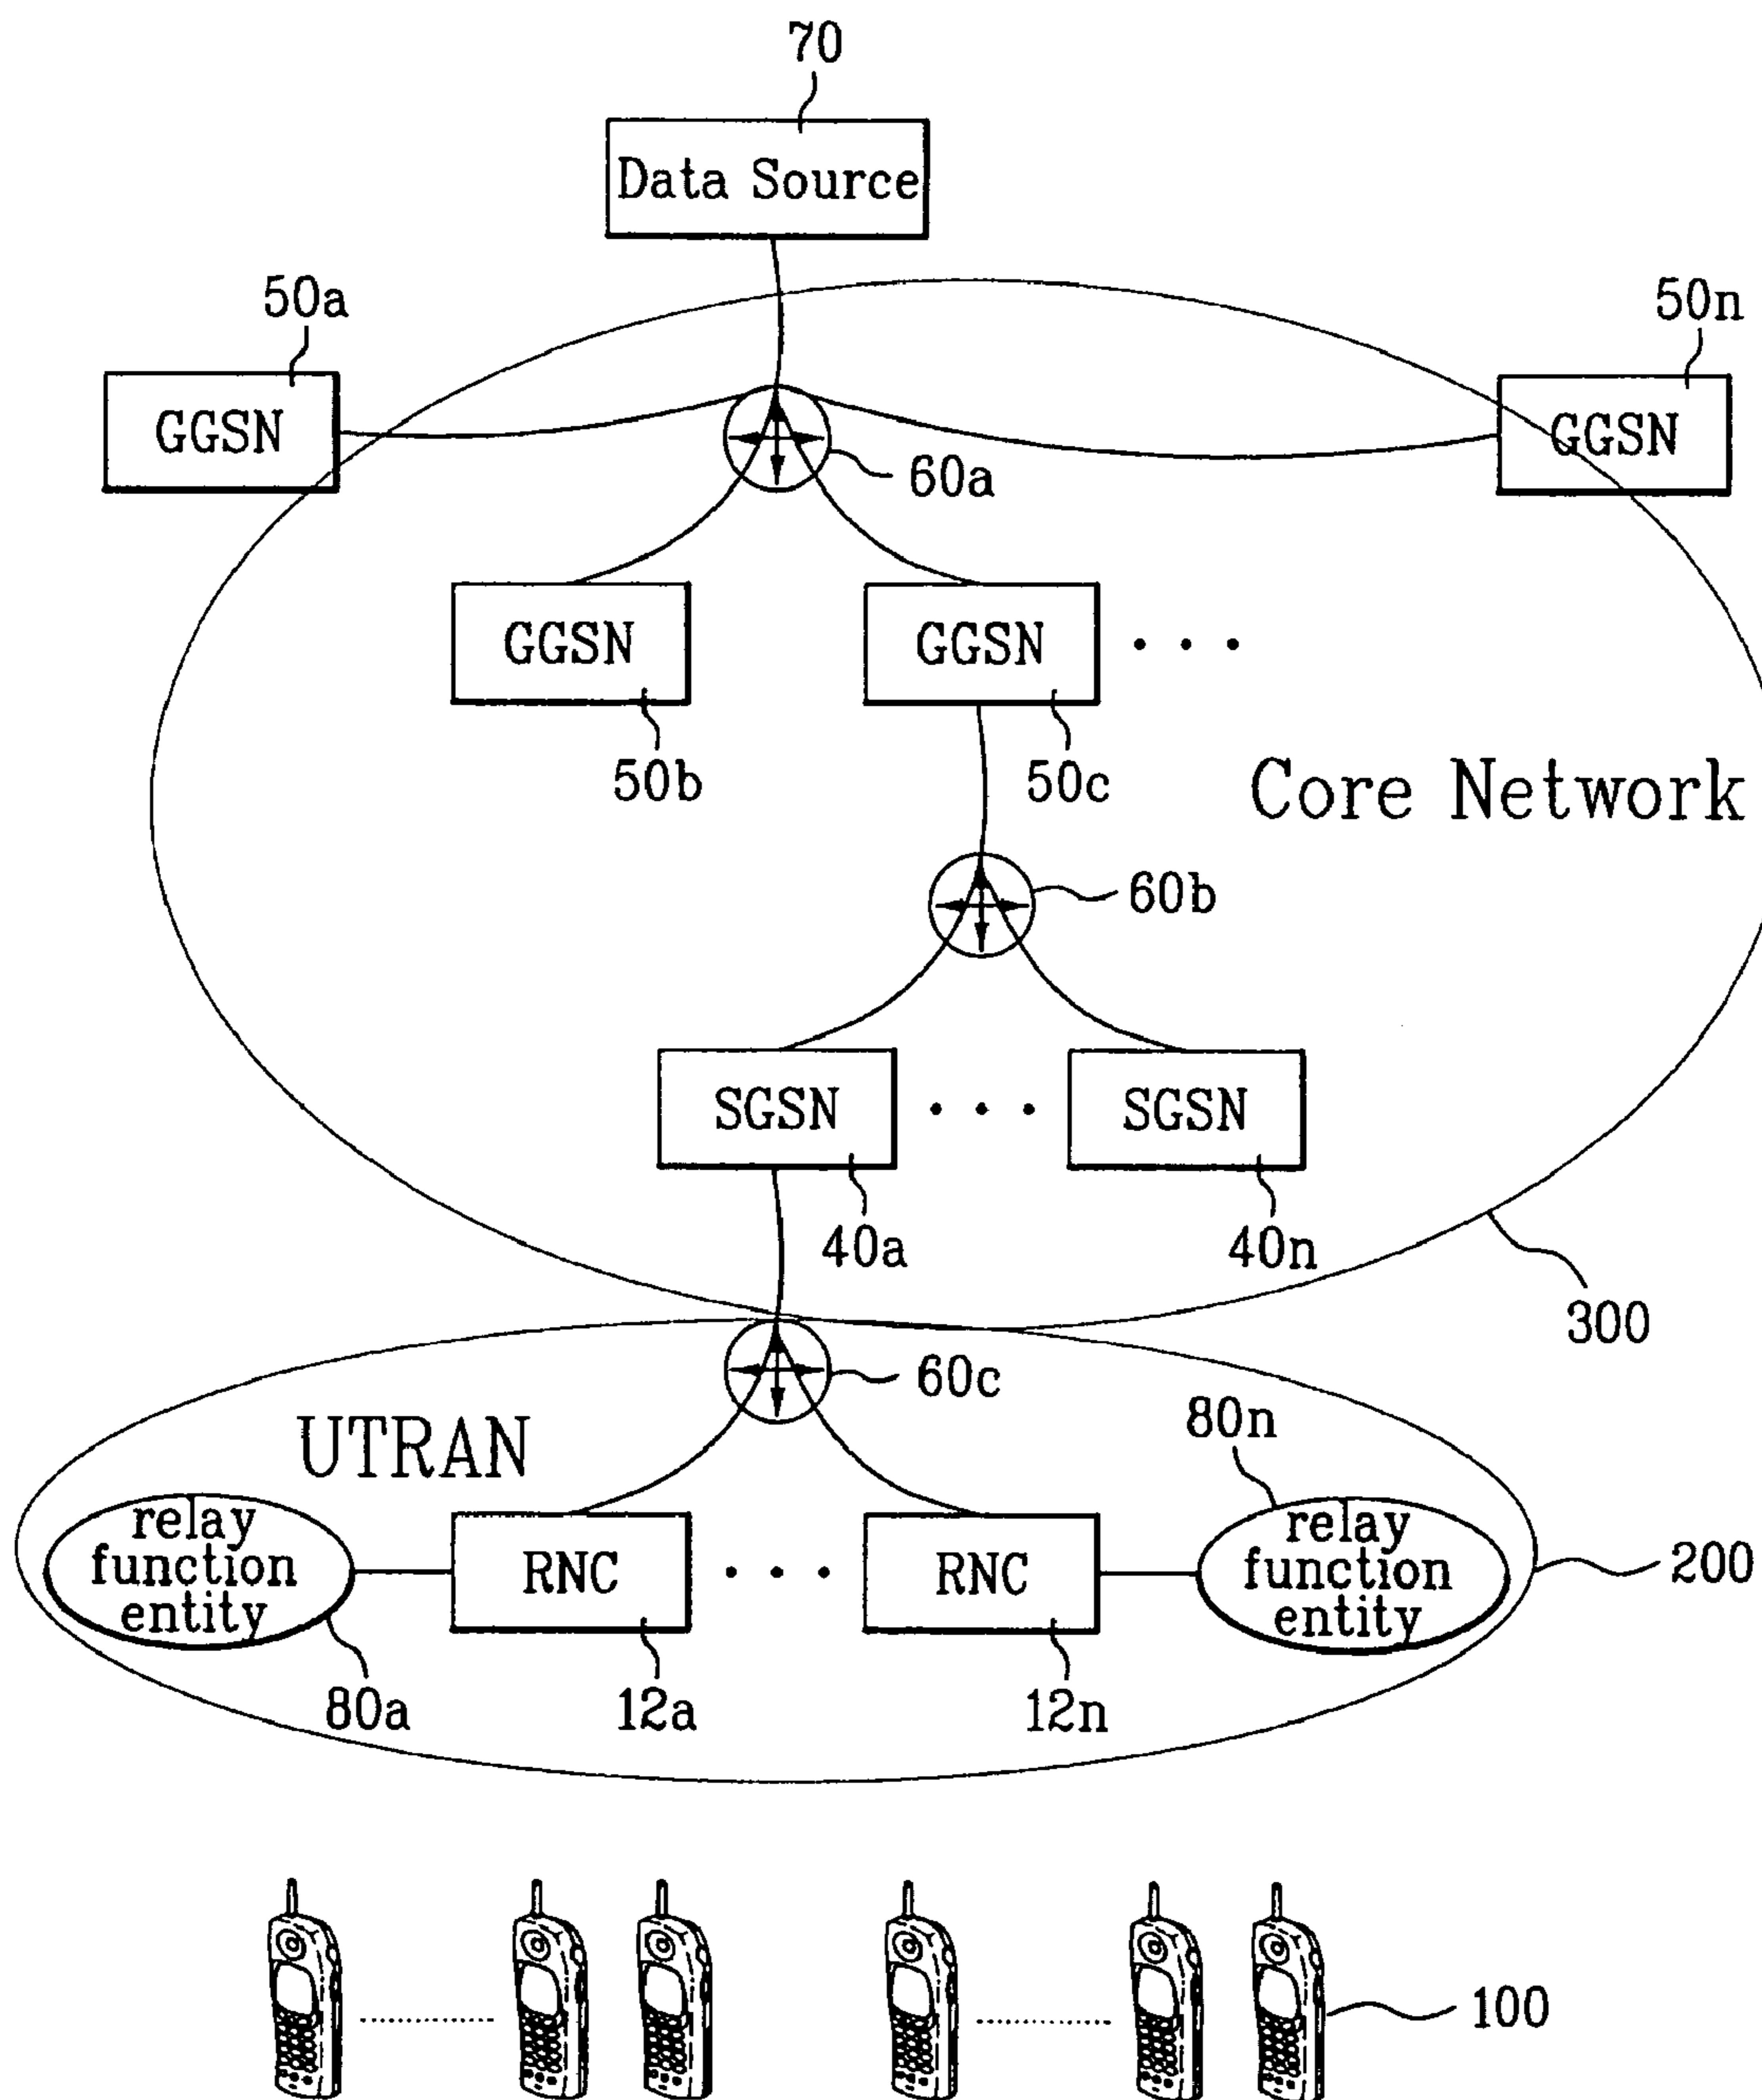 70
Data Source
50a
50n
GGSN
GGSN
60a
GGSN
GGSN
50b
50c
Core Network
60b
SGSN
SGSN
40a
40n
300
60c
UTRAN
80n
relay
function
entity
RNC
RNC
relay
function
entity
200
80a
12a
12n
100